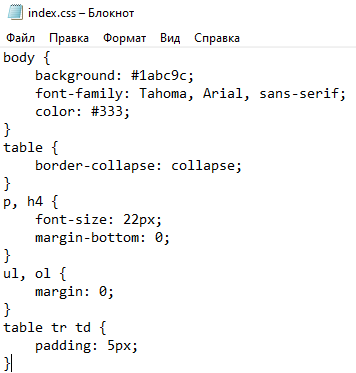 index.css – Блокнот
Файл Правка Формат Вид Справка
body {
    background: #1abc9c;
    font-family: Tahoma, Arial, sans-serif;
    color: #333;
}
table {
    border-collapse: collapse;
}
p, h4 {
    font-size: 22px;
    margin-bottom: 0;
}
ul, ol {
    margin: 0;
}
table tr td {
    padding: 5px;
}